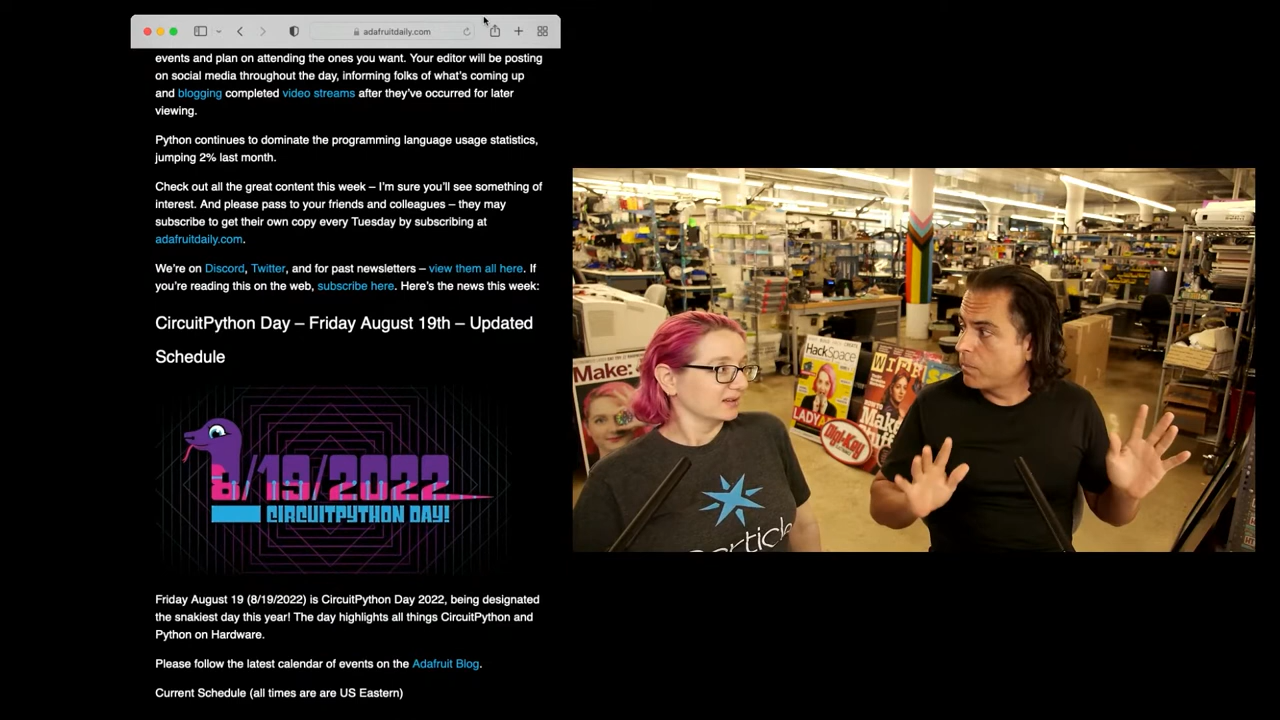 adafruitdaily.com
events and plan on attending the ones you want. Your editor will be posting
on social media throughout the day, informing folks of what's coming up
and blogging completed video streams after they've occurred for later
viewing.
Python continues to dominate the programming language usage statistics,
jumping 2% last month.
Check out all the great content this week – I'm sure you'll see something of
interest. And please pass to your friends and colleagues – they may
subscribe to get their own copy every Tuesday by subscribing at
adafruitdaily.com.
We're on Discord, Twitter, and for past newsletters – view them all here. If
you're reading this on the web, subscribe here. Here's the news this week:
CircuitPython Day – Friday August 19th – Updated
Schedule
8/19/2022
CIRCUITPYTHON DAY!
Friday August 19 (8/19/2022) is CircuitPython Day 2022, being designated
the snakiest day this year! The day highlights all things CircuitPython and
Python on Hardware.
Please follow the latest calendar of events on the Adafruit Blog.
Current Schedule (all times are are US Eastern)
Make:
HackSpace
LADY
WIRE
Make
Stuff
Digi-Key
article